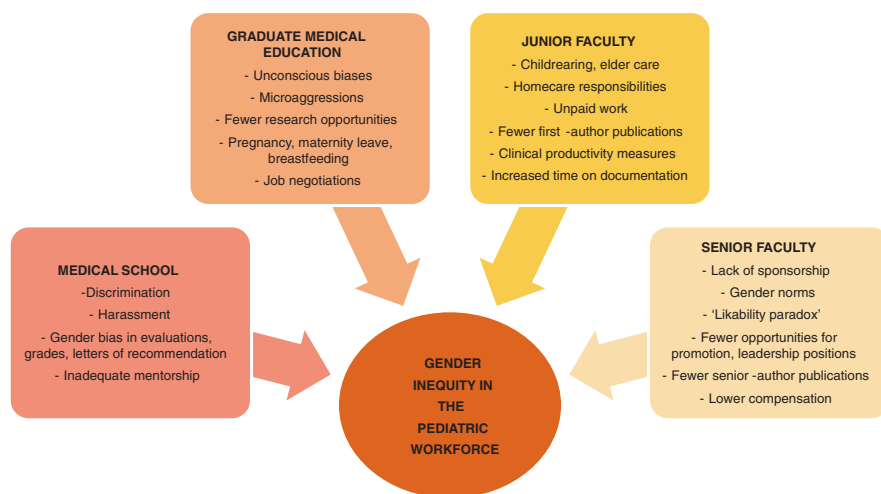 GRADUATE MEDICAL
EDUCATION
- Unconscious biases
- Microaggressions
- Fewer research opportunities
- Pregnancy, maternity leave,
breastfeeding
- Job negotiations
JUNIOR FACULTY
- Childrearing, elder care
- Homecare responsibilities
- Unpaid work
- Fewer first -author publications
- Clinical productivity measures
- Increased time on documentation
MEDICAL SCHOOL
-Discrimination
- Harassment
- Gender bias in evaluations,
grades, letters of recommendation
- Inadequate mentorship
SENIOR FACULTY
- Lack of sponsorship
- Gender norms
- ‘Likability paradox’
- Fewer opportunities for
promotion, leadership positions
- Fewer senior -author publications
- Lower compensation
GENDER
INEQUITY IN
THE
PEDIATRIC
WORKFORCE